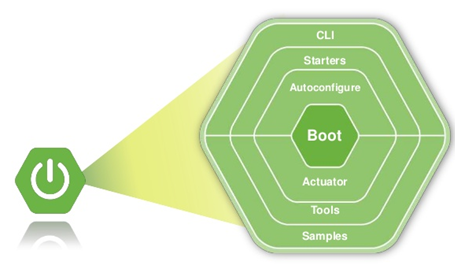 CLI
Starters
Autoconfigure
Boot
Actuator
Tools
Samples